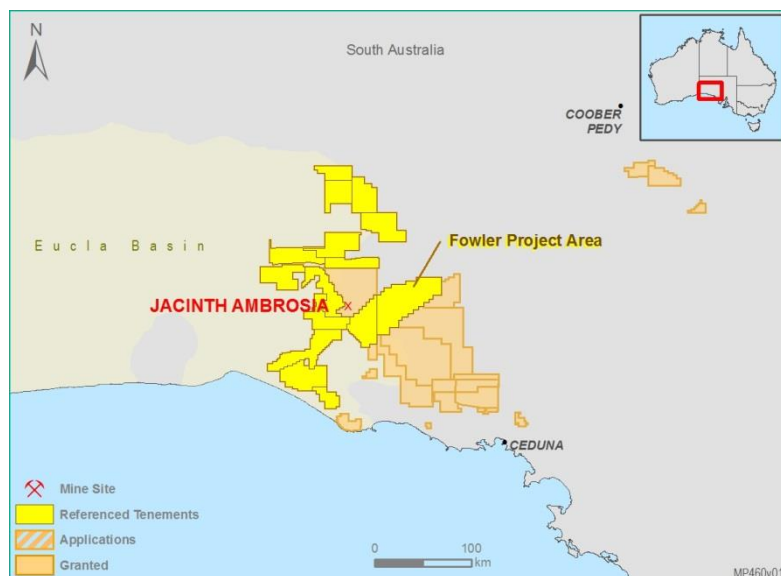 N
South Australia
COOBER
PEDY
Eucla Basin
Fowler Project Area
JACINTH AMBROSIA
CEDUNA
Mine Site
Referenced Tenements
Applications
Granted
0 100
km